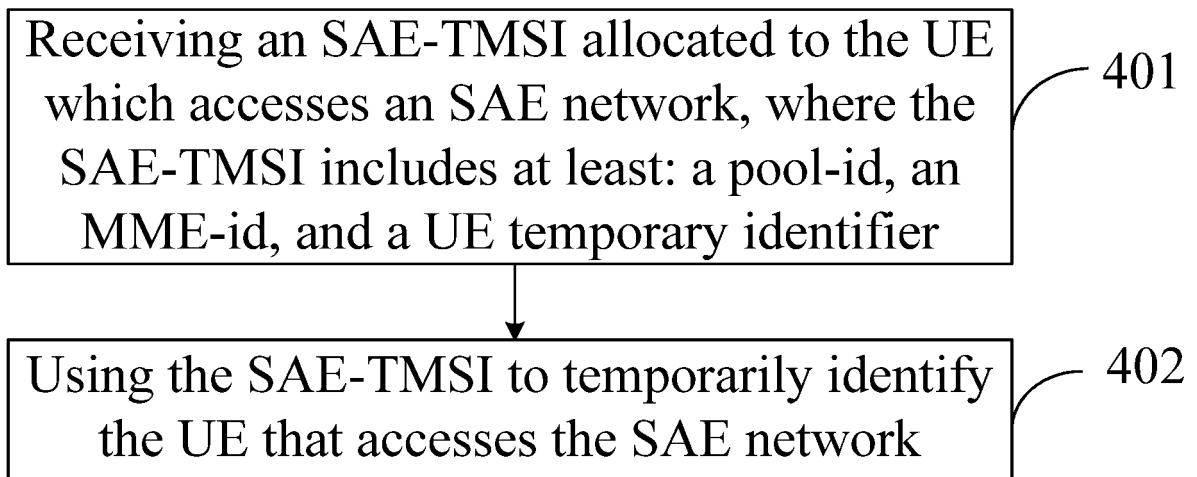 Receiving an SAE-TMSI allocated to the UE
which accesses an SAE network, where the
SAE-TMSI includes at least: a pool-id, an
MME-id, and a UE temporary identifier
401
Using the SAE-TMSI to temporarily identify
the UE that accesses the SAE network
402